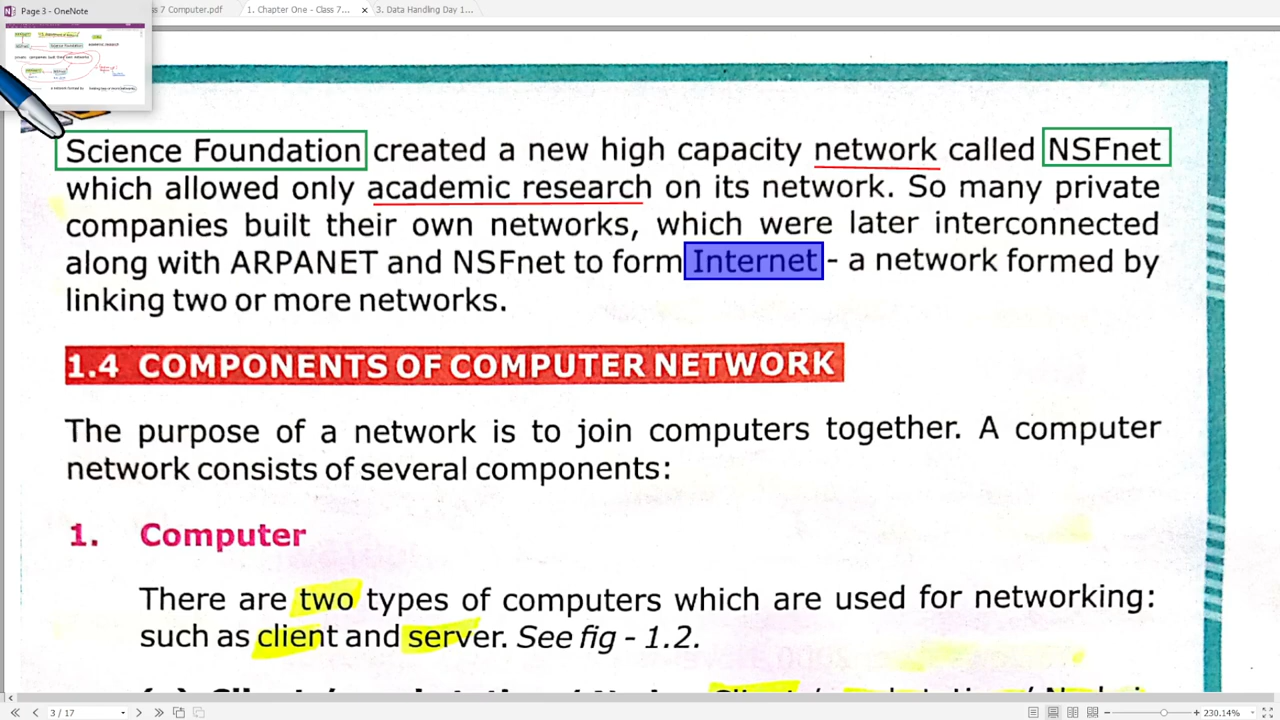 Page 3 - OneNote
ss 7 Computer.pdf
1. Chapter One - Class 7...
3. Data Handling Day 1...
Science Foundation created a new high capacity network called NSFnet
which allowed only academic research on its network. So many private
companies built their own networks, which were later interconnected
along with ARPANET and NSFnet to form Internet - a network formed by
linking two or more networks.
1.4 COMPONENTS OF COMPUTER NETWORK
The purpose of a network is to join computers together. A computer
network consists of several components:
1. Computer
There are two types of computers which are used for networking:
such as client and server. See fig - 1.2.
3 / 17
230.14%